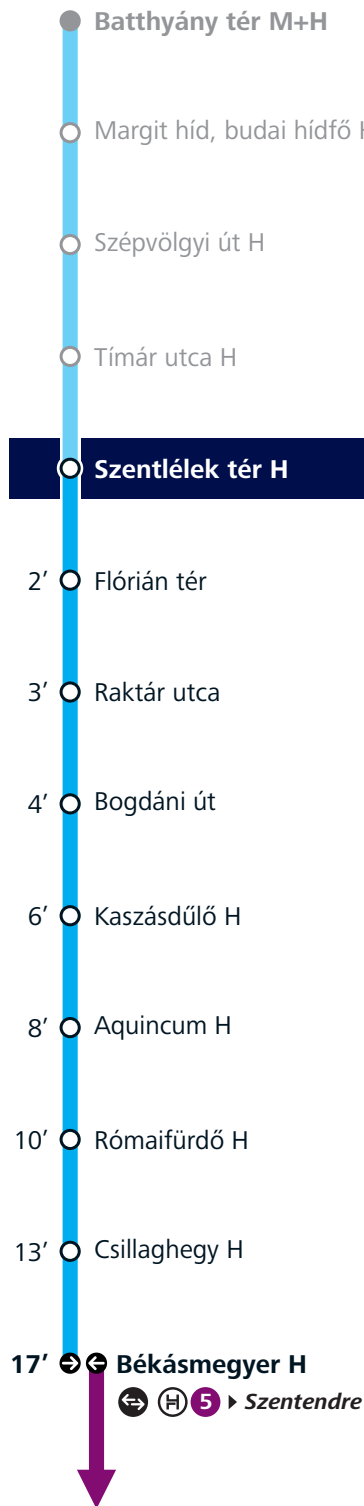 Batthyány tér M+H
Margit híd, budai hídfő
Szépvölgyi út H
Tímár utca H
Szentlélek tér H
2’ Flórián tér
3’ Raktár utca
4’ Bogdáni út
6’ Kaszásdűlő H
8’ Aquincum H
10’ Rómaifürdő H
13’ Csillaghegy H
17’ Békásmegyer H
H 5 Szentendre